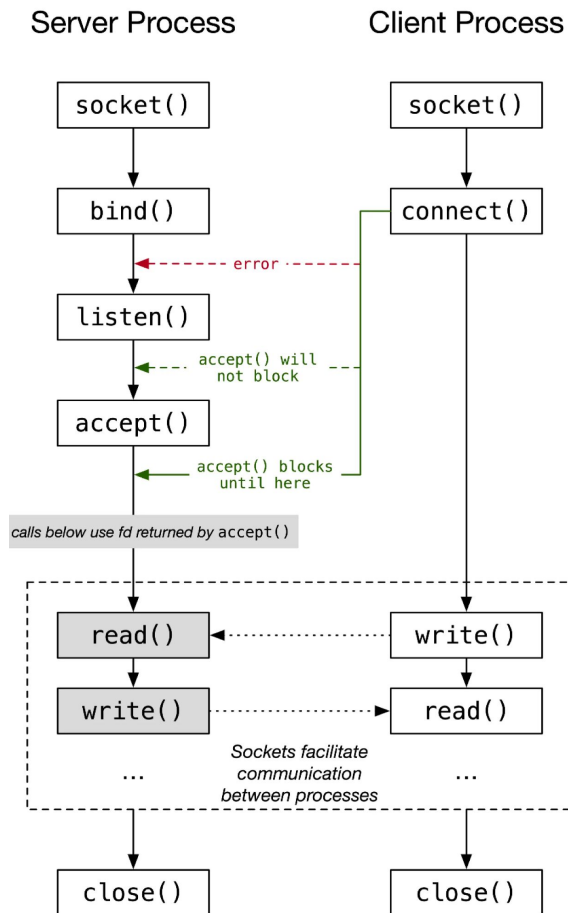 Server Process
Client Process
socket()
socket()
bind()
connect()
error
listen()
accept() will
not block
accept()
accept() blocks
until here
calls below use fd returned by accept()
read()
write()
write()
read()
Sockets facilitate
communication
between processes
...
...
close()
close()